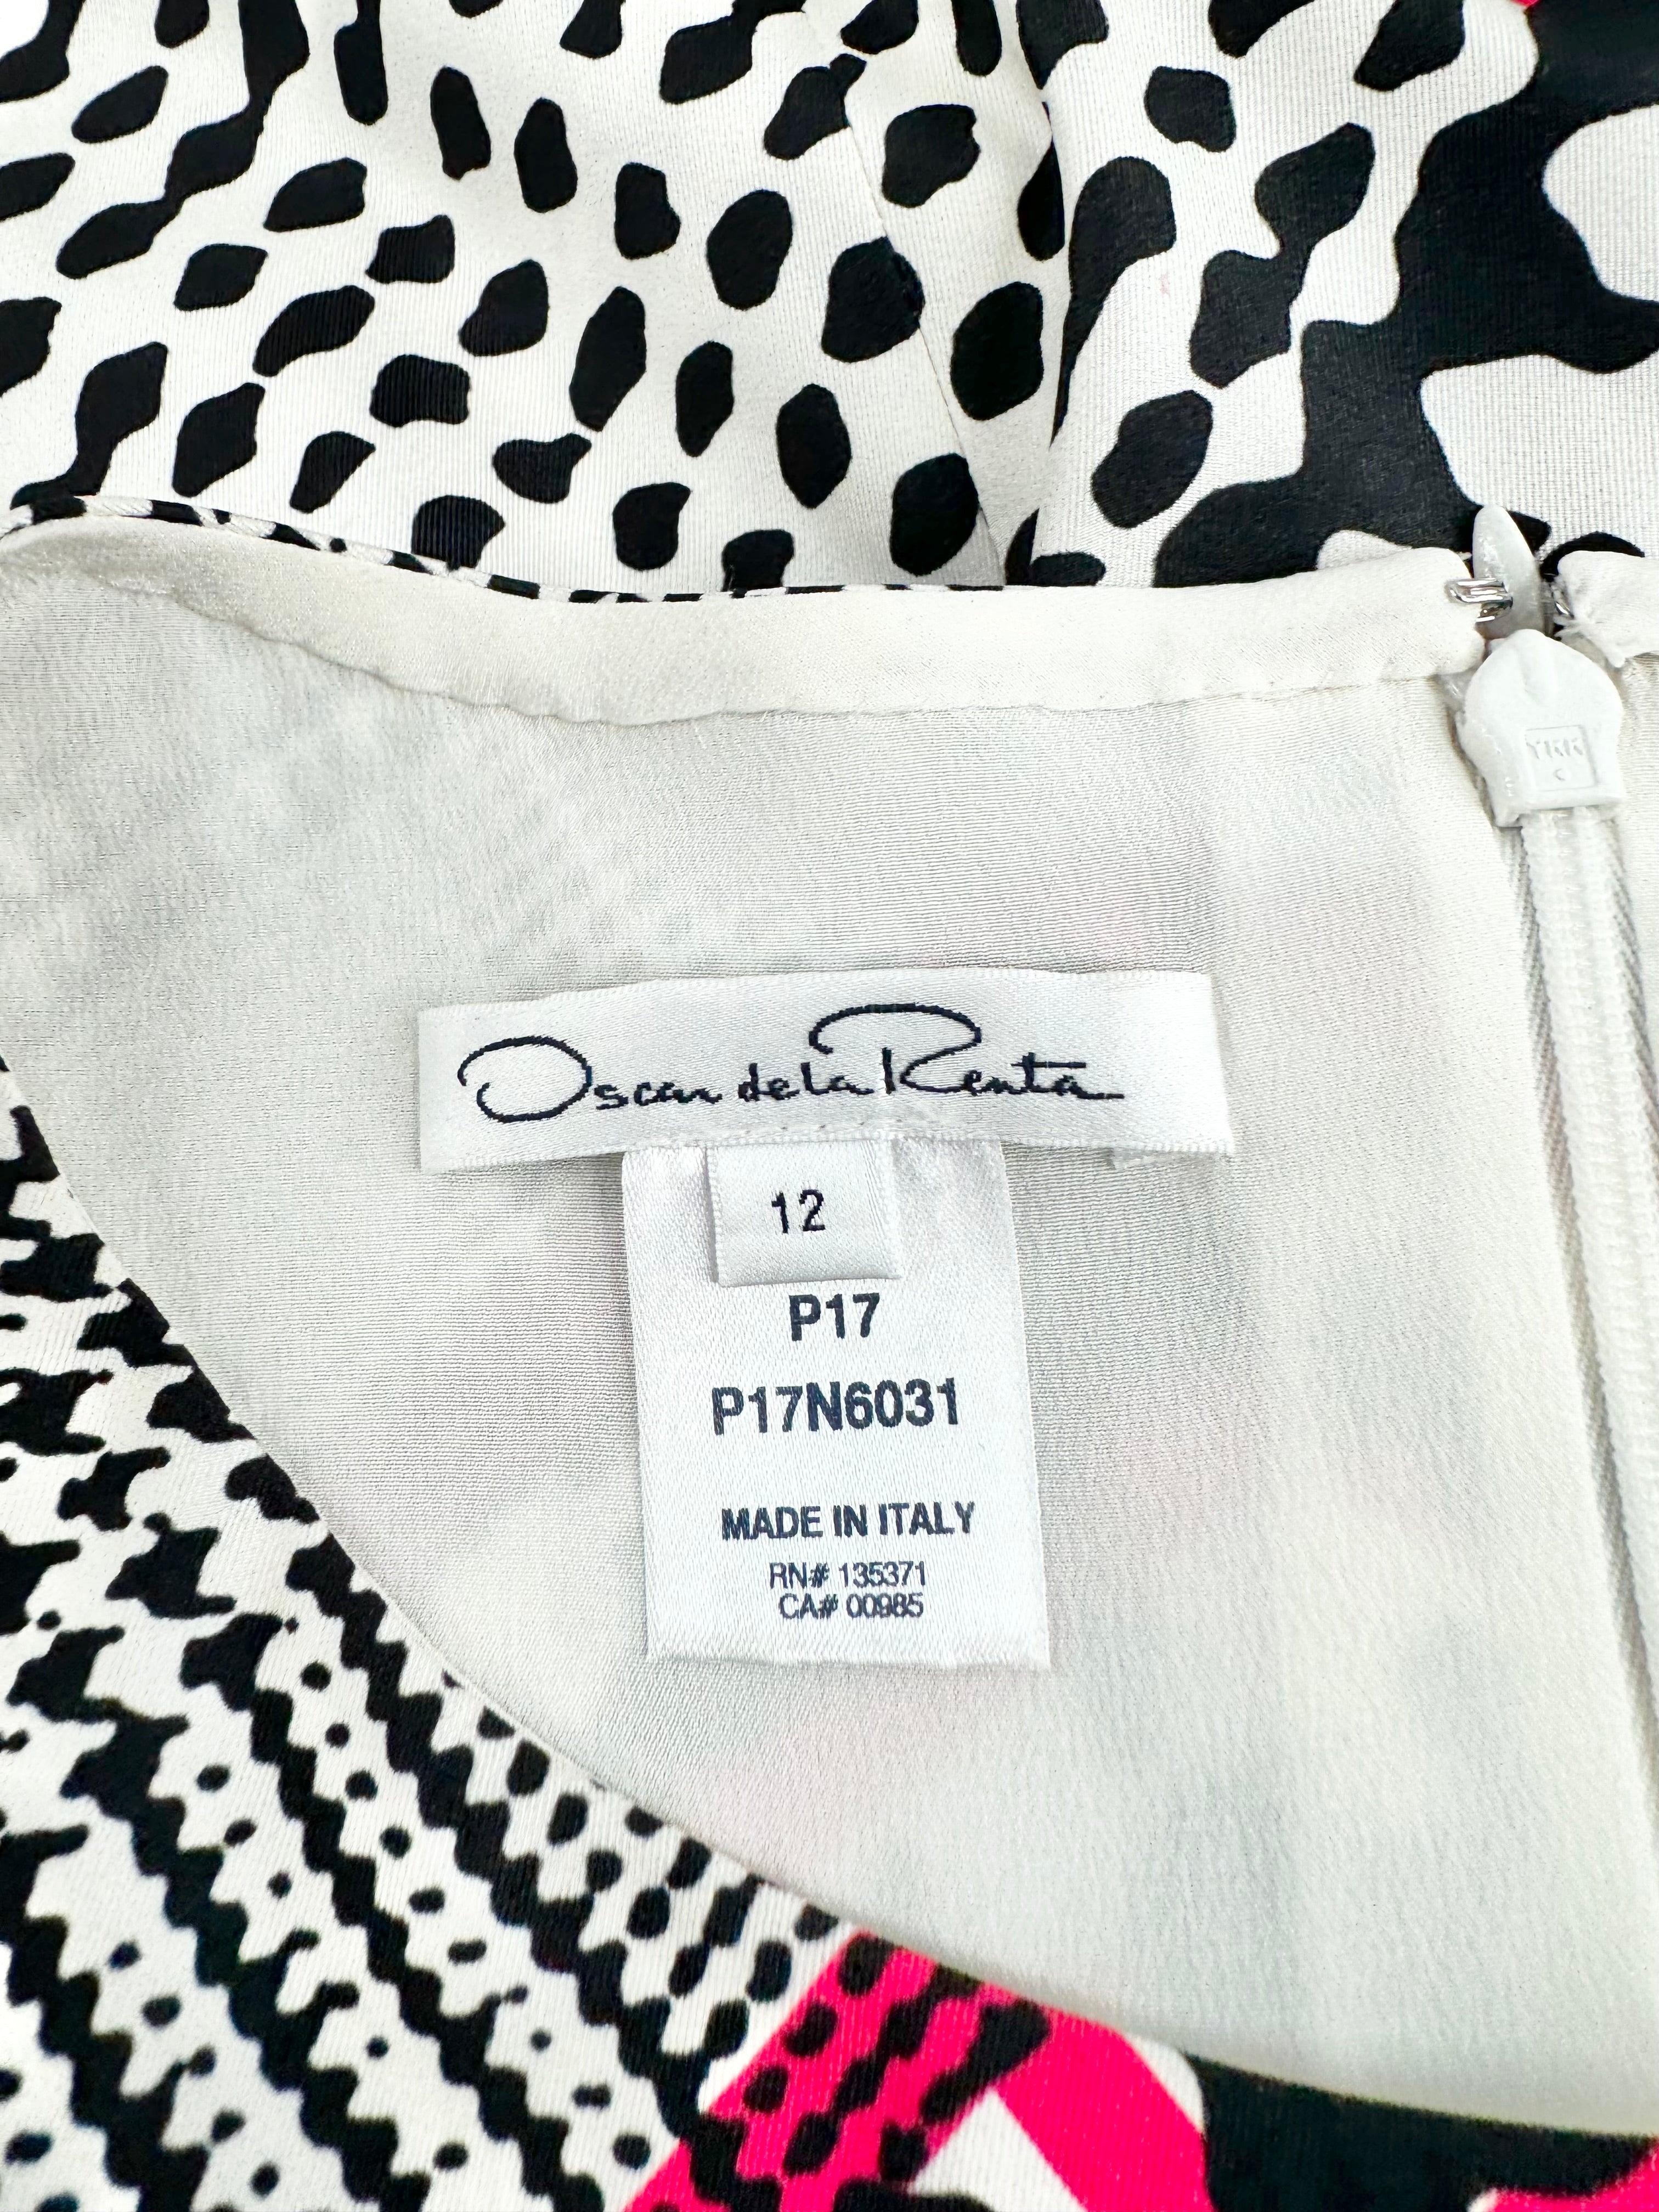 YKK
Oscar de la Renta
12
P17
P17N6031
MADE IN ITALY
RN# 135371
CA# 00985